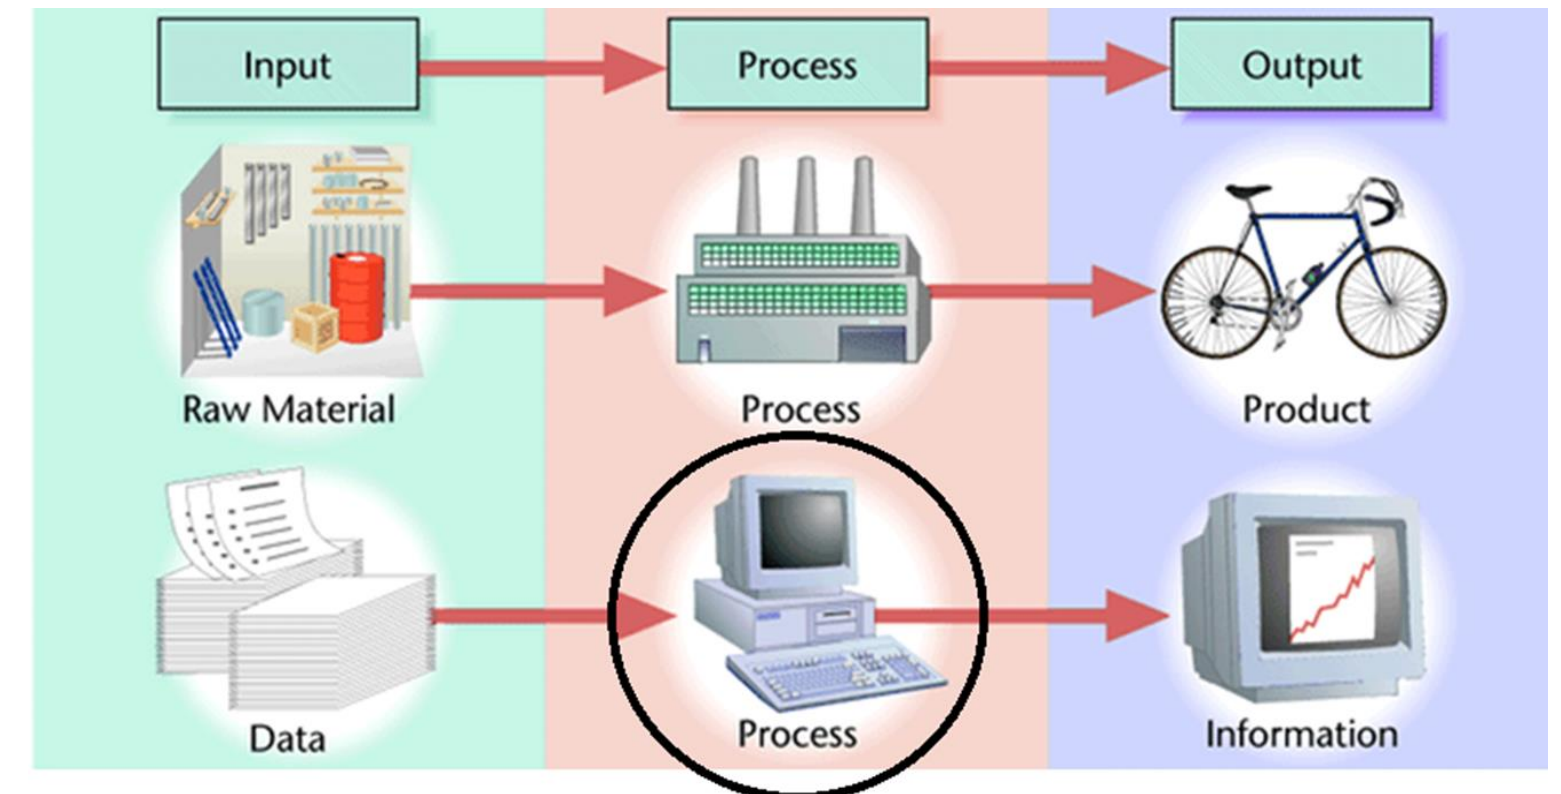 Input
Process
Output
Raw Material
Process
Product
Data
Process
Information